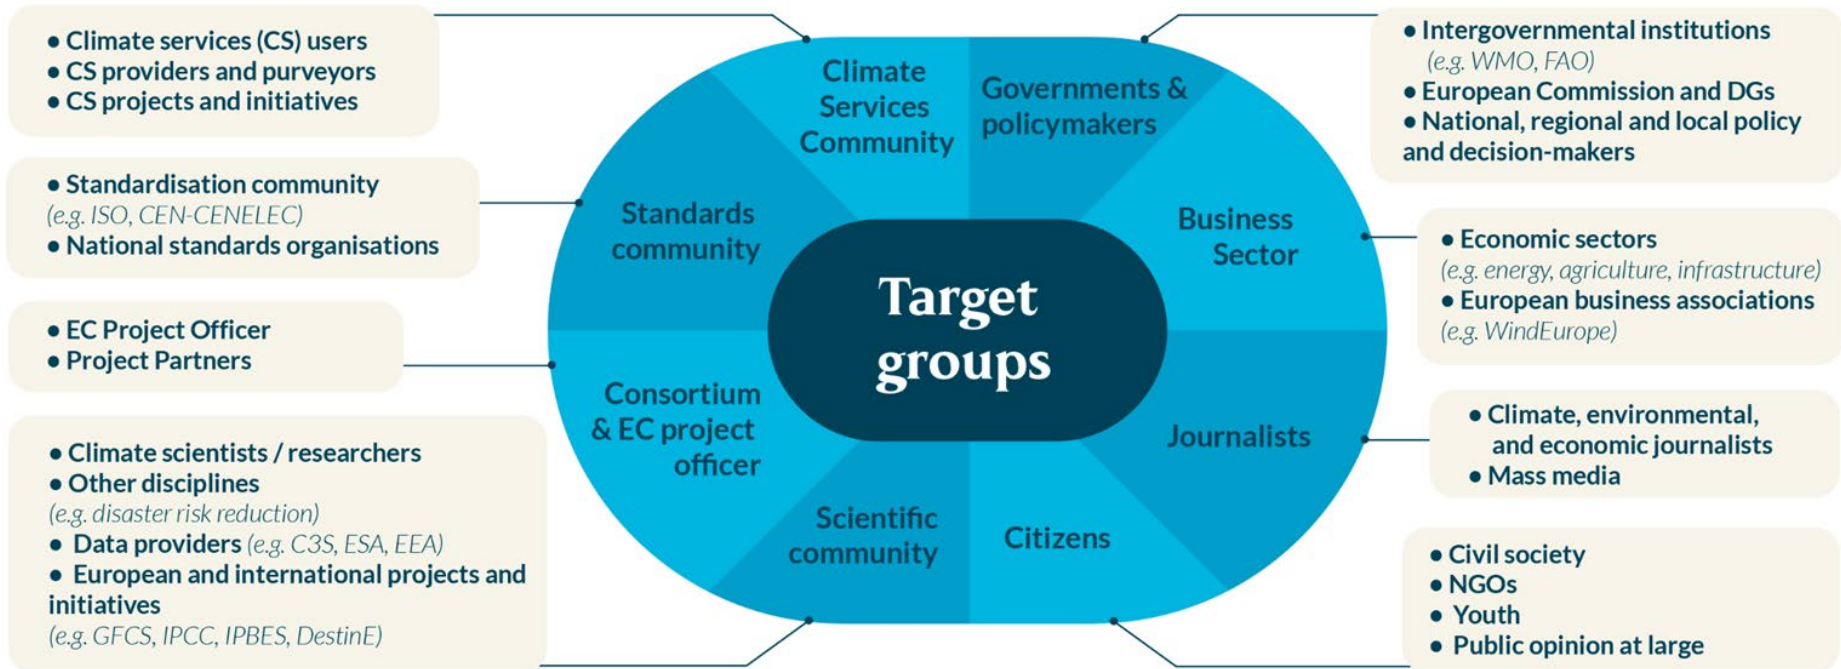 ● Climate services (CS) users
● CS providers and purveyors
● CS projects and initiatives
● Standardisation community
(e.g. ISO, CEN-CENELEC)
● National standards organisations
● EC Project Officer
● Project Partners
● Climate scientists / researchers
● Other disciplines
(e.g. disaster risk reduction)
● Data providers (e.g. C3S, ESA, EEA)
● European and international projects and
initiatives
(e.g. GFCS, IPCC, IPBES, DestinE)
Climate
Services
Community
Governments &
policymakers
Standards
community
Business
Sector
Target
groups
Consortium
& EC project
officer
Journalists
Scientific
community
Citizens
● Intergovernmental institutions
(e.g. WMO, FAO)
● European Commission and DGs
● National, regional and local policy
and decision-makers
● Economic sectors
(e.g. energy, agriculture, infrastructure)
● European business associations
(e.g. WindEurope)
● Climate, environmental,
and economic journalists
● Mass media
● Civil society
● NGOs
● Youth
● Public opinion at large